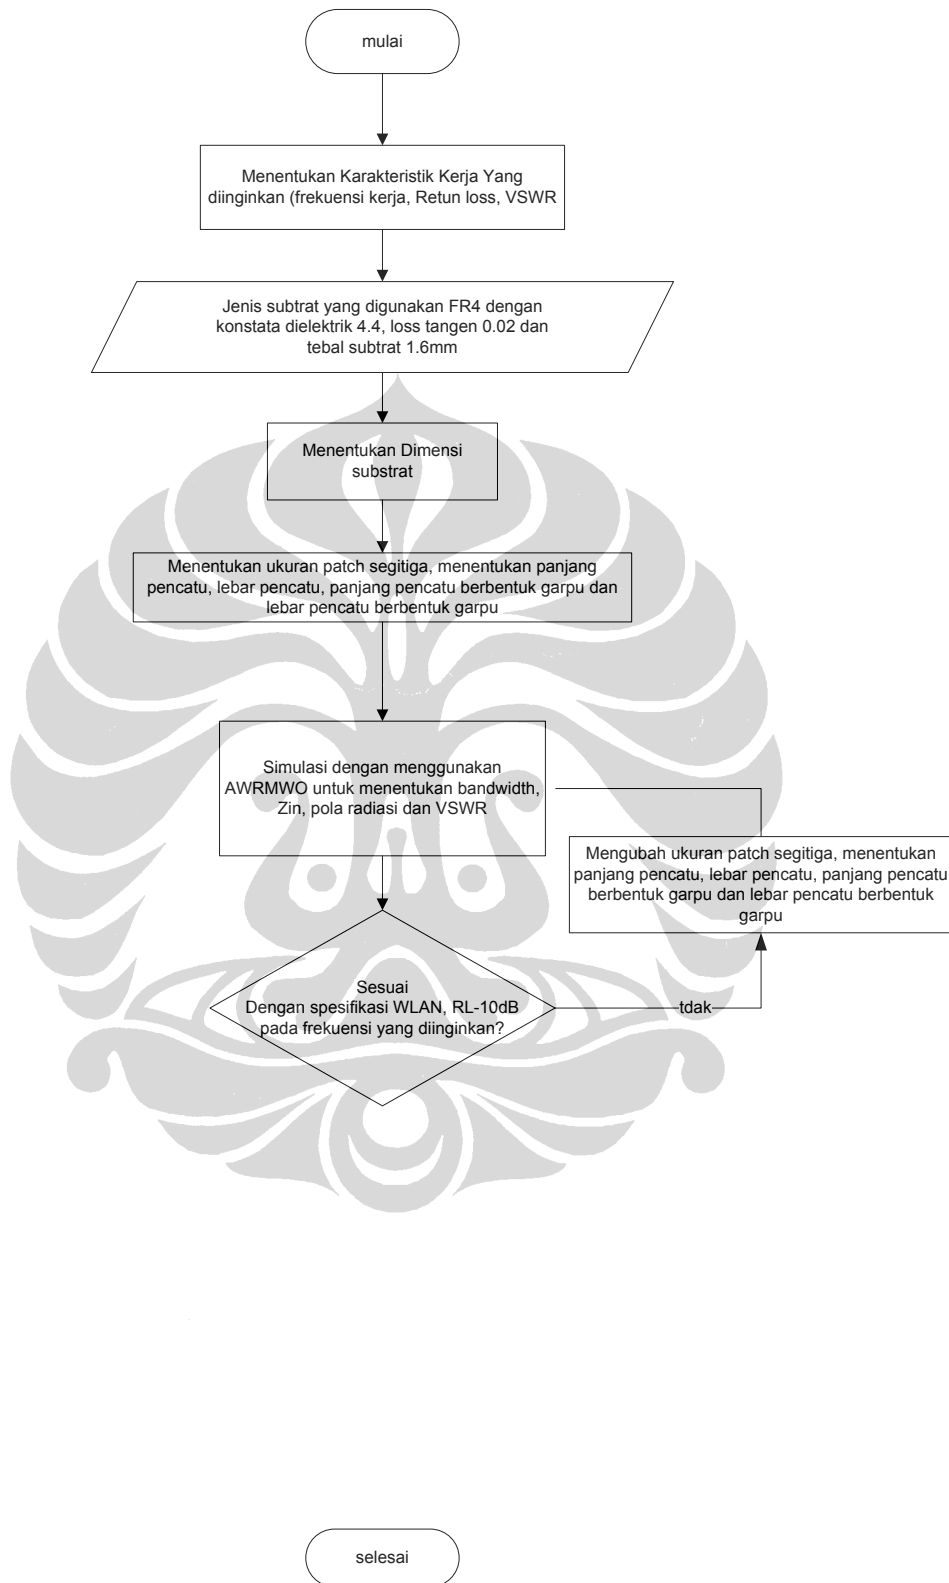 mulai
Menentukan Karakteristik Kerja Yang
diinginkan (frekuensi kerja, Retun loss, VSWR
Jenis subtrat yang digunakan FR4 dengan
konstata dielektrik 4.4, loss tangen 0.02 dan
tebal subtrat 1.6mm
Menentukan Dimensi
substrat
Menentukan ukuran patch segitiga, menentukan panjang
pencatu, lebar pencatu, panjang pencatu berbentuk garpu dan
lebar pencatu berbentuk garpu
Simulasi dengan menggunakan
AWRMWO untuk menentukan bandwidth,
Zin, pola radiasi dan VSWR
Mengubah ukuran patch segitiga, menentukan
panjang pencatu, lebar pencatu, panjang pencatu
berbentuk garpu dan lebar pencatu berbentuk
garpu
Sesuai
Dengan spesifikasi WLAN, RL-10dB
pada frekuensi yang diinginkan?
tdak
selesai